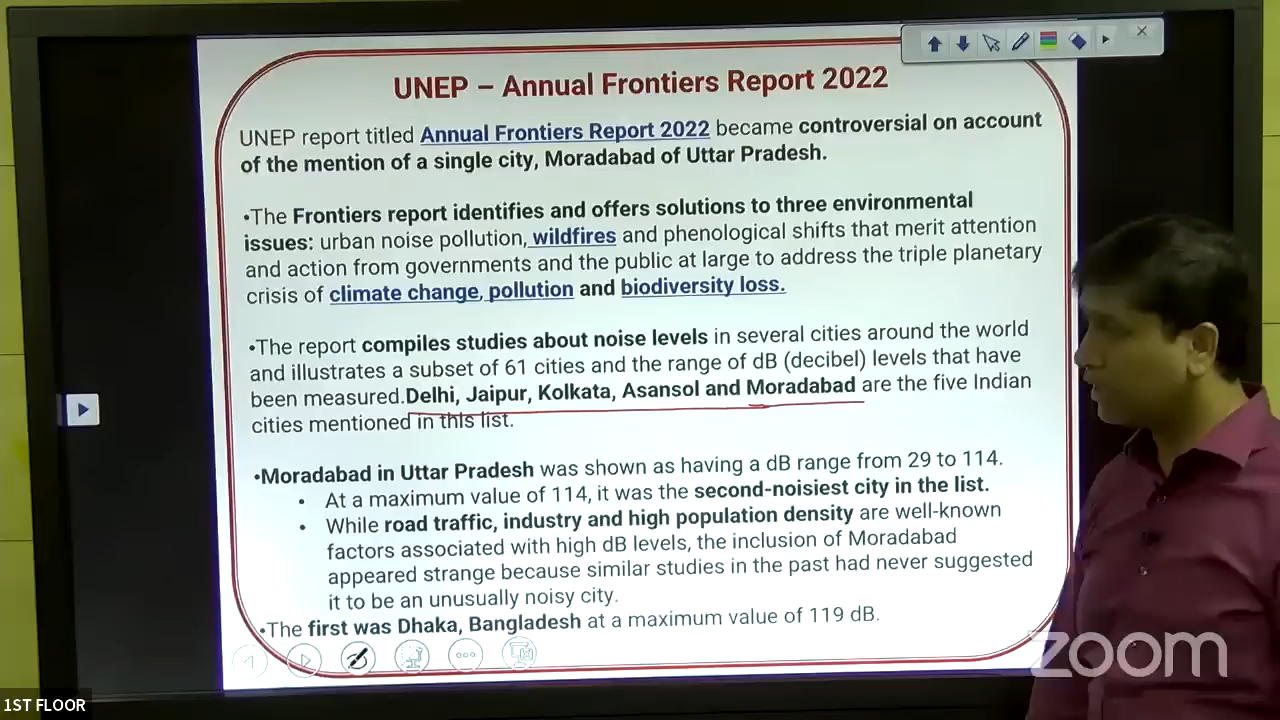 UNEP – Annual Frontiers Report 2022
UNEP report titled Annual Frontiers Report 2022 became controversial on account
of the mention of a single city, Moradabad of Uttar Pradesh.
•The Frontiers report identifies and offers solutions to three environmental
issues: urban noise pollution, wildfires and phenological shifts that merit attention
and action from governments and the public at large to address the triple planetary
crisis of climate change, pollution and biodiversity loss.
•The report compiles studies about noise levels in several cities around the world
and illustrates a subset of 61 cities and the range of dB (decibel) levels that have
been measured.Delhi, Jaipur, Kolkata, Asansol and Moradabad are the five Indian
cities mentioned in this list.
•Moradabad in Uttar Pradesh was shown as having a dB range from 29 to 114.
• At a maximum value of 114, it was the second-noisiest city in the list.
• While road traffic, industry and high population density are well-known
factors associated with high dB levels, the inclusion of Moradabad
appeared strange because similar studies in the past had never suggested
it to be an unusually noisy city.
•The first was Dhaka, Bangladesh at a maximum value of 119 dB.
zoom
1ST FLOOR